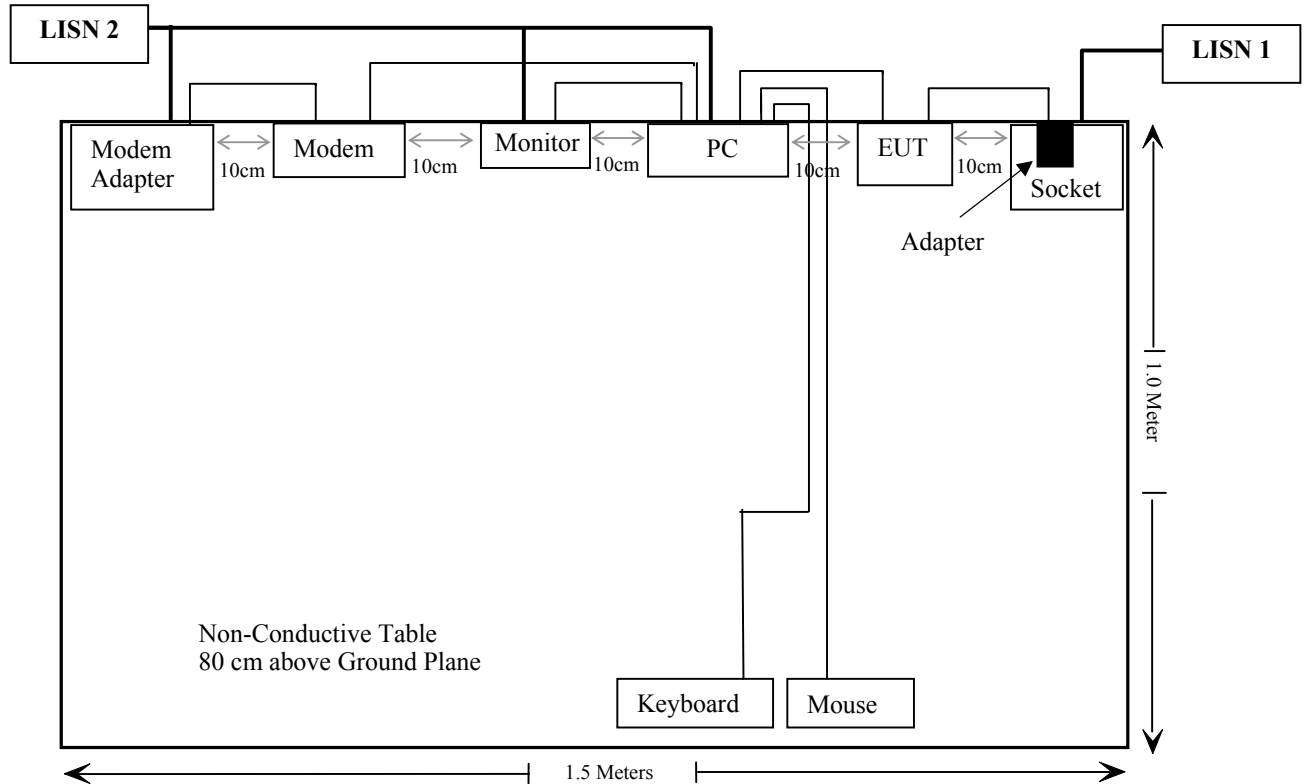 LISN 2
LISN 1
Modem
Adapter
10cm
Modem
10cm
Monitor
10cm
PC
10cm
EUT
10cm
Socket
Adapter
1.0 Meter
Non-Conductive Table
80 cm above Ground Plane
Keyboard
Mouse
1.5 Meters